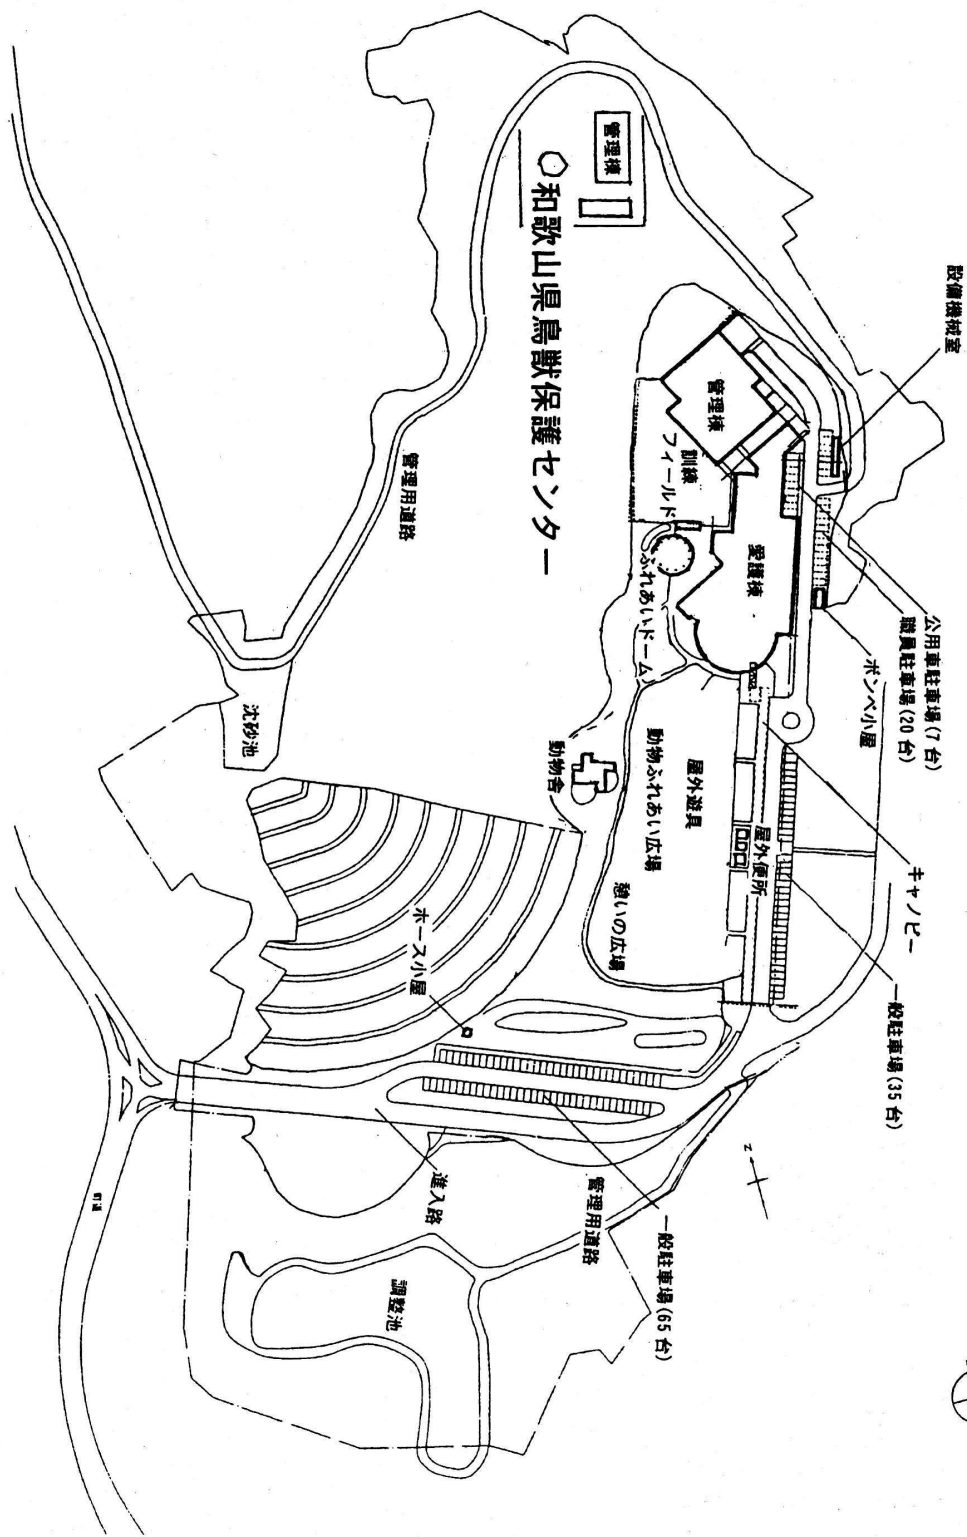 設備機械室
公用車駐車場(7台)
職員駐車場(20台)
ボンベ小屋
キャノピー
一般駐車場(35台)
管理棟
○和歌山県鳥獣保護センター
管理棟
訓練
フィールド
愛護棟
ふれあいドーム
屋外遊具
動物ふれあい広場
屋外便所
憩いの広場
動物舎
管理用道路
沈砂池
ホース小屋
進入路
管理用道路
一般駐車場(65台)
調整池
町道
N